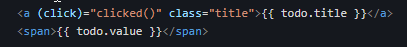 <a (click)="clicked()" class="title">{{ todo.title }}</a>
<span>{{ todo.value }}</span>